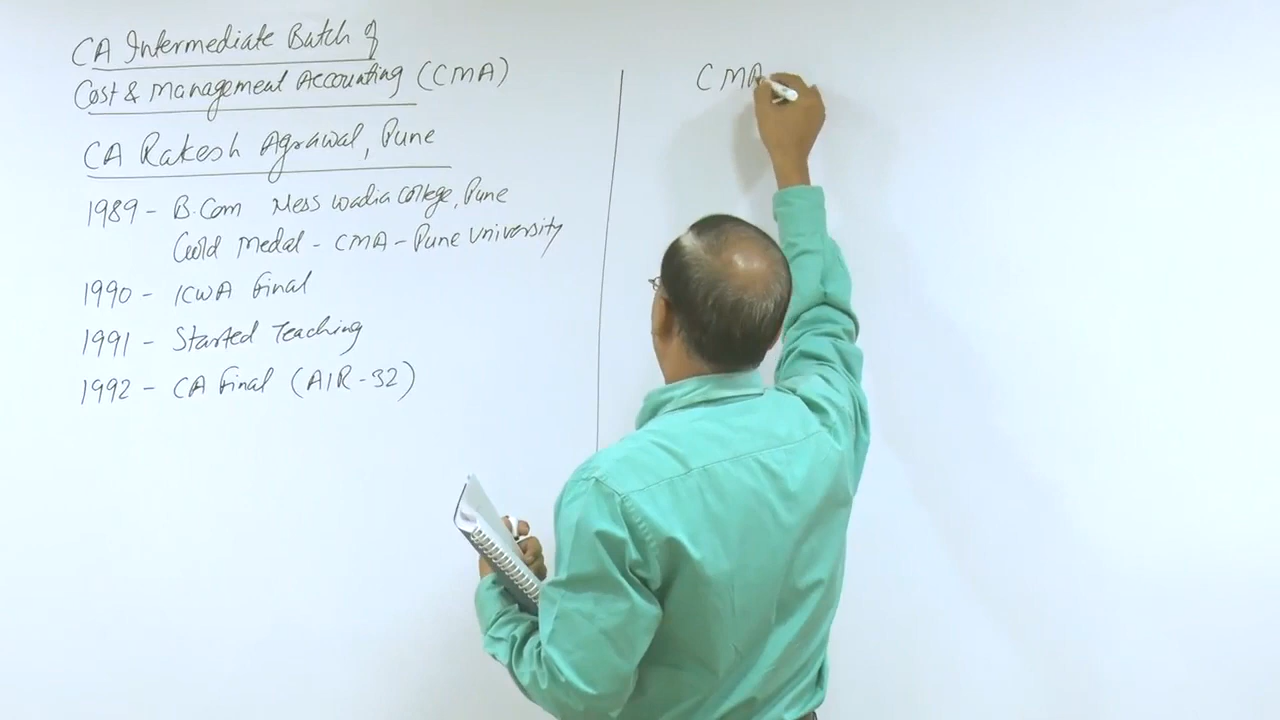 CA Intermediate Batch of
Cost & Management Accounting (CMA)
CA Rakesh Agrawal, Pune
1989 - B.Com Ness Wadia College, Pune
Gold Medal - CMA - Pune University
1990 - ICWA Final
1991 - Started Teaching
1992 - CA Final (AIR-32)
CMA